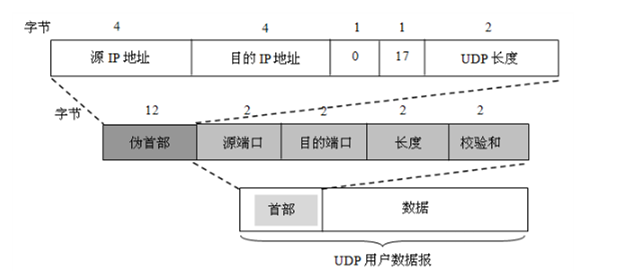 字节 4 4 1 1 2
源 IP 地址 目的 IP 地址 0 17 UDP 长度
字节 12 2 2 2 2
伪首部 源端口 目的端口 长度 校验和
首部 数据
UDP 用户数据报